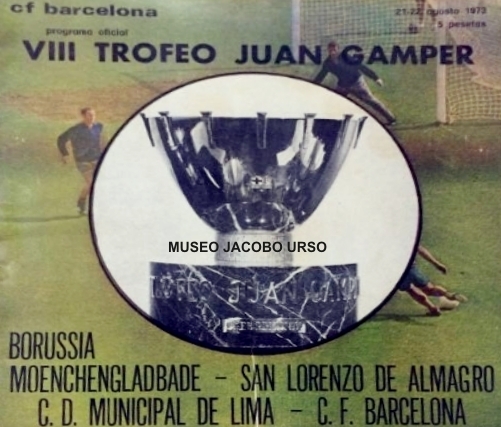 cf barcelona
21-22 agosto 1973
programa oficial
5 pesetas
VIII TROFEO JUAN GAMPER
MUSEO JACOBO URSO
TROFEO JUAN GAMP
BORUSSIA
MOENCHENGLADBADE - SAN LORENZO DE ALMAGRO
C. D. MUNICIPAL DE LIMA - C. F. BARCELONA